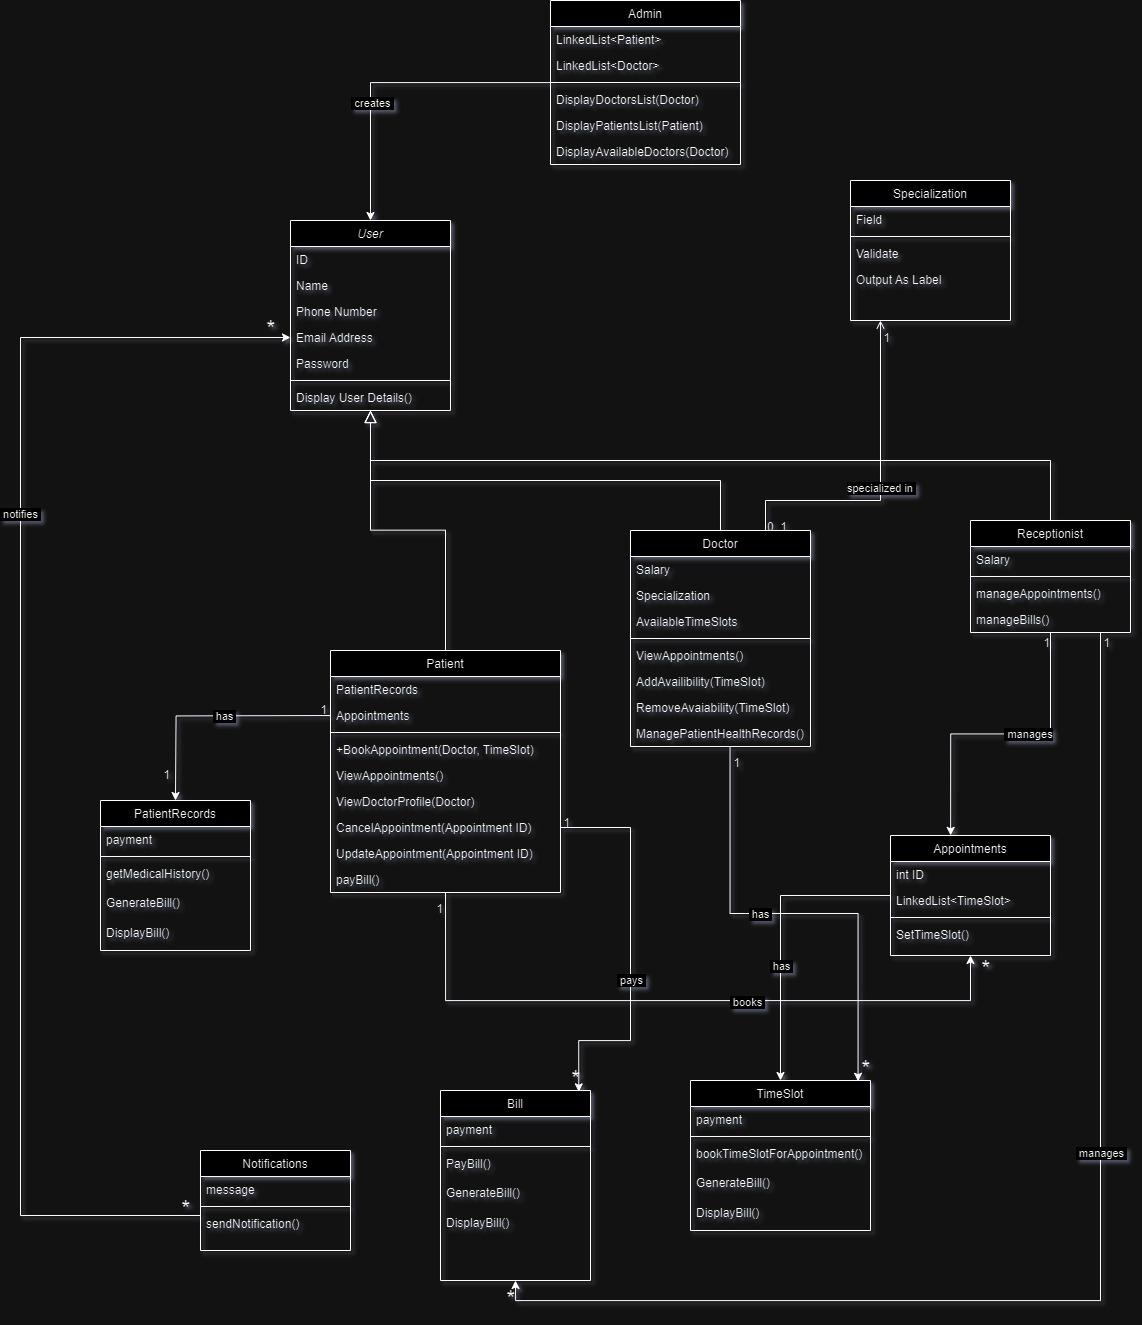 Admin
LinkedList<Patient>
LinkedList<Doctor>
DisplayDoctorsList(Doctor)
DisplayPatientsList(Patient)
DisplayAvailableDoctors(Doctor)
creates
Specialization
Field
Validate
Output As Label
1
User
ID
Name
Phone Number
Email Address
Password
Display User Details()
*
notifies
specialized in
0..1
Doctor
Salary
Specialization
AvailableTimeSlots
ViewAppointments()
AddAvailibility(TimeSlot)
RemoveAvaiability(TimeSlot)
ManagePatientHealthRecords()
1
Receptionist
Salary
manageAppointments()
manageBills()
1
1
manages
Patient
PatientRecords
Appointments
+BookAppointment(Doctor, TimeSlot)
ViewAppointments()
ViewDoctorProfile(Doctor)
CancelAppointment(Appointment ID)
UpdateAppointment(Appointment ID)
payBill()
1
has
1
1
1
PatientRecords
payment
getMedicalHistory()
GenerateBill()
DisplayBill()
Appointments
int ID
LinkedList<TimeSlot>
SetTimeSlot()
*
has
has
pays
books
*
*
TimeSlot
payment
bookTimeSlotForAppointment()
GenerateBill()
DisplayBill()
Bill
payment
PayBill()
GenerateBill()
DisplayBill()
*
manages
Notifications
message
sendNotification()
*